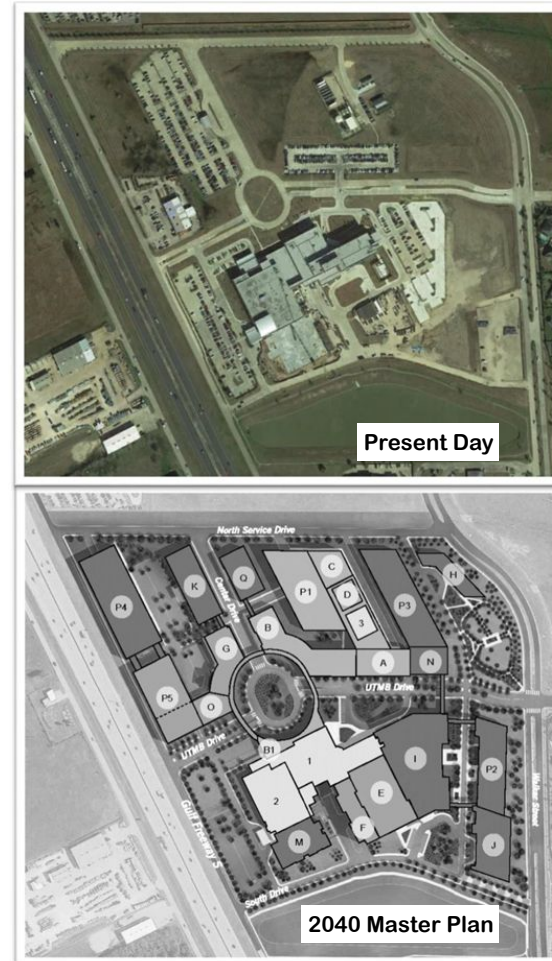 Present Day
North Service Drive
P4
K
Q
C
P1
D
3
P3
H
Center Drive
B
G
A
N
P5
O
UTMB Drive
UTMB Drive
B1
1
I
P2
2
E
M
F
J
Gulf Freeway S
Walker Street
South Drive
2040 Master Plan